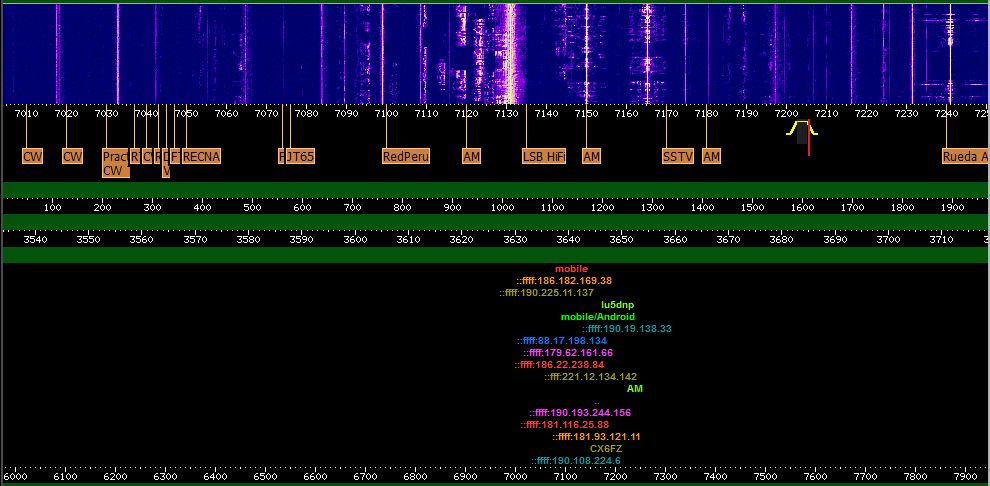 7010 7020 7030 7040 7050 7060 7070 7080 7090 7100 7110 7120 7130 7140 7150 7160 7170 7180 7190 7200 7210 7220 7230 7240
CW CW Pract R RECNA JT65 RedPeru AM LSB HiFi AM SSTV AM Rueda A
CW V
100 200 300 400 500 600 700 800 900 1000 1100 1200 1300 1400 1500 1600 1700 1800 1900
3540 3550 3560 3570 3580 3590 3600 3610 3620 3630 3640 3650 3660 3670 3680 3690 3700 3710
mobile
::ffff:186.182.169.38
::ffff:190.225.11.137
lu5dnp
mobile/Android
::ffff:190.19.138.33
::ffff:88.17.198.134
::ffff:179.62.161.66
::ffff:186.22.238.84
::fff:221.12.134.142
AM
..
::ffff:190.193.244.156
::ffff:181.116.25.88
::ffff:181.93.121.11
CX6FZ
::ffff:190.108.224.6
6000 6100 6200 6300 6400 6500 6600 6700 6800 6900 7000 7100 7200 7300 7400 7500 7600 7700 7800 7900